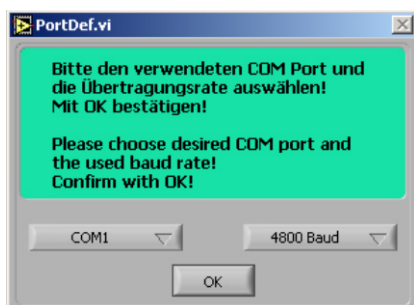 PortDef.vi
Bitte den verwendeten COM Port und
die Übertragungsrate auswählen!
Mit OK bestätigen!
Please choose desired COM port and
the used baud rate!
Confirm with OK!
COM1
4800 Baud
OK